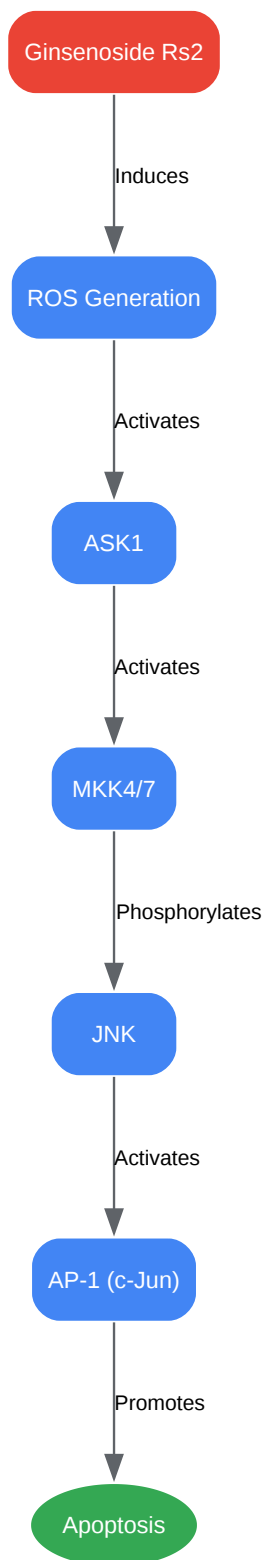 Ginsenoside Rs2
Induces
ROS Generation
Activates
ASK1
Activates
MKK4/7
Phosphorylates
JNK
Activates
AP-1 (c-Jun)
Promotes
Apoptosis